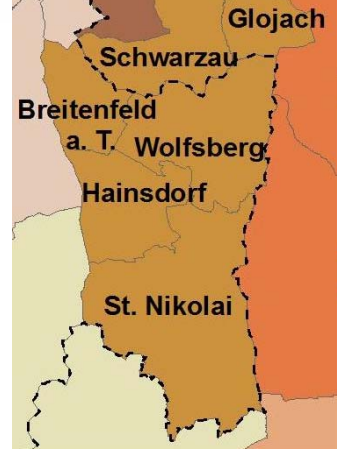 Glojach
Schwarzau
Breitenfeld
a. T.
Wolfsberg
Hainsdorf
St. Nikolai